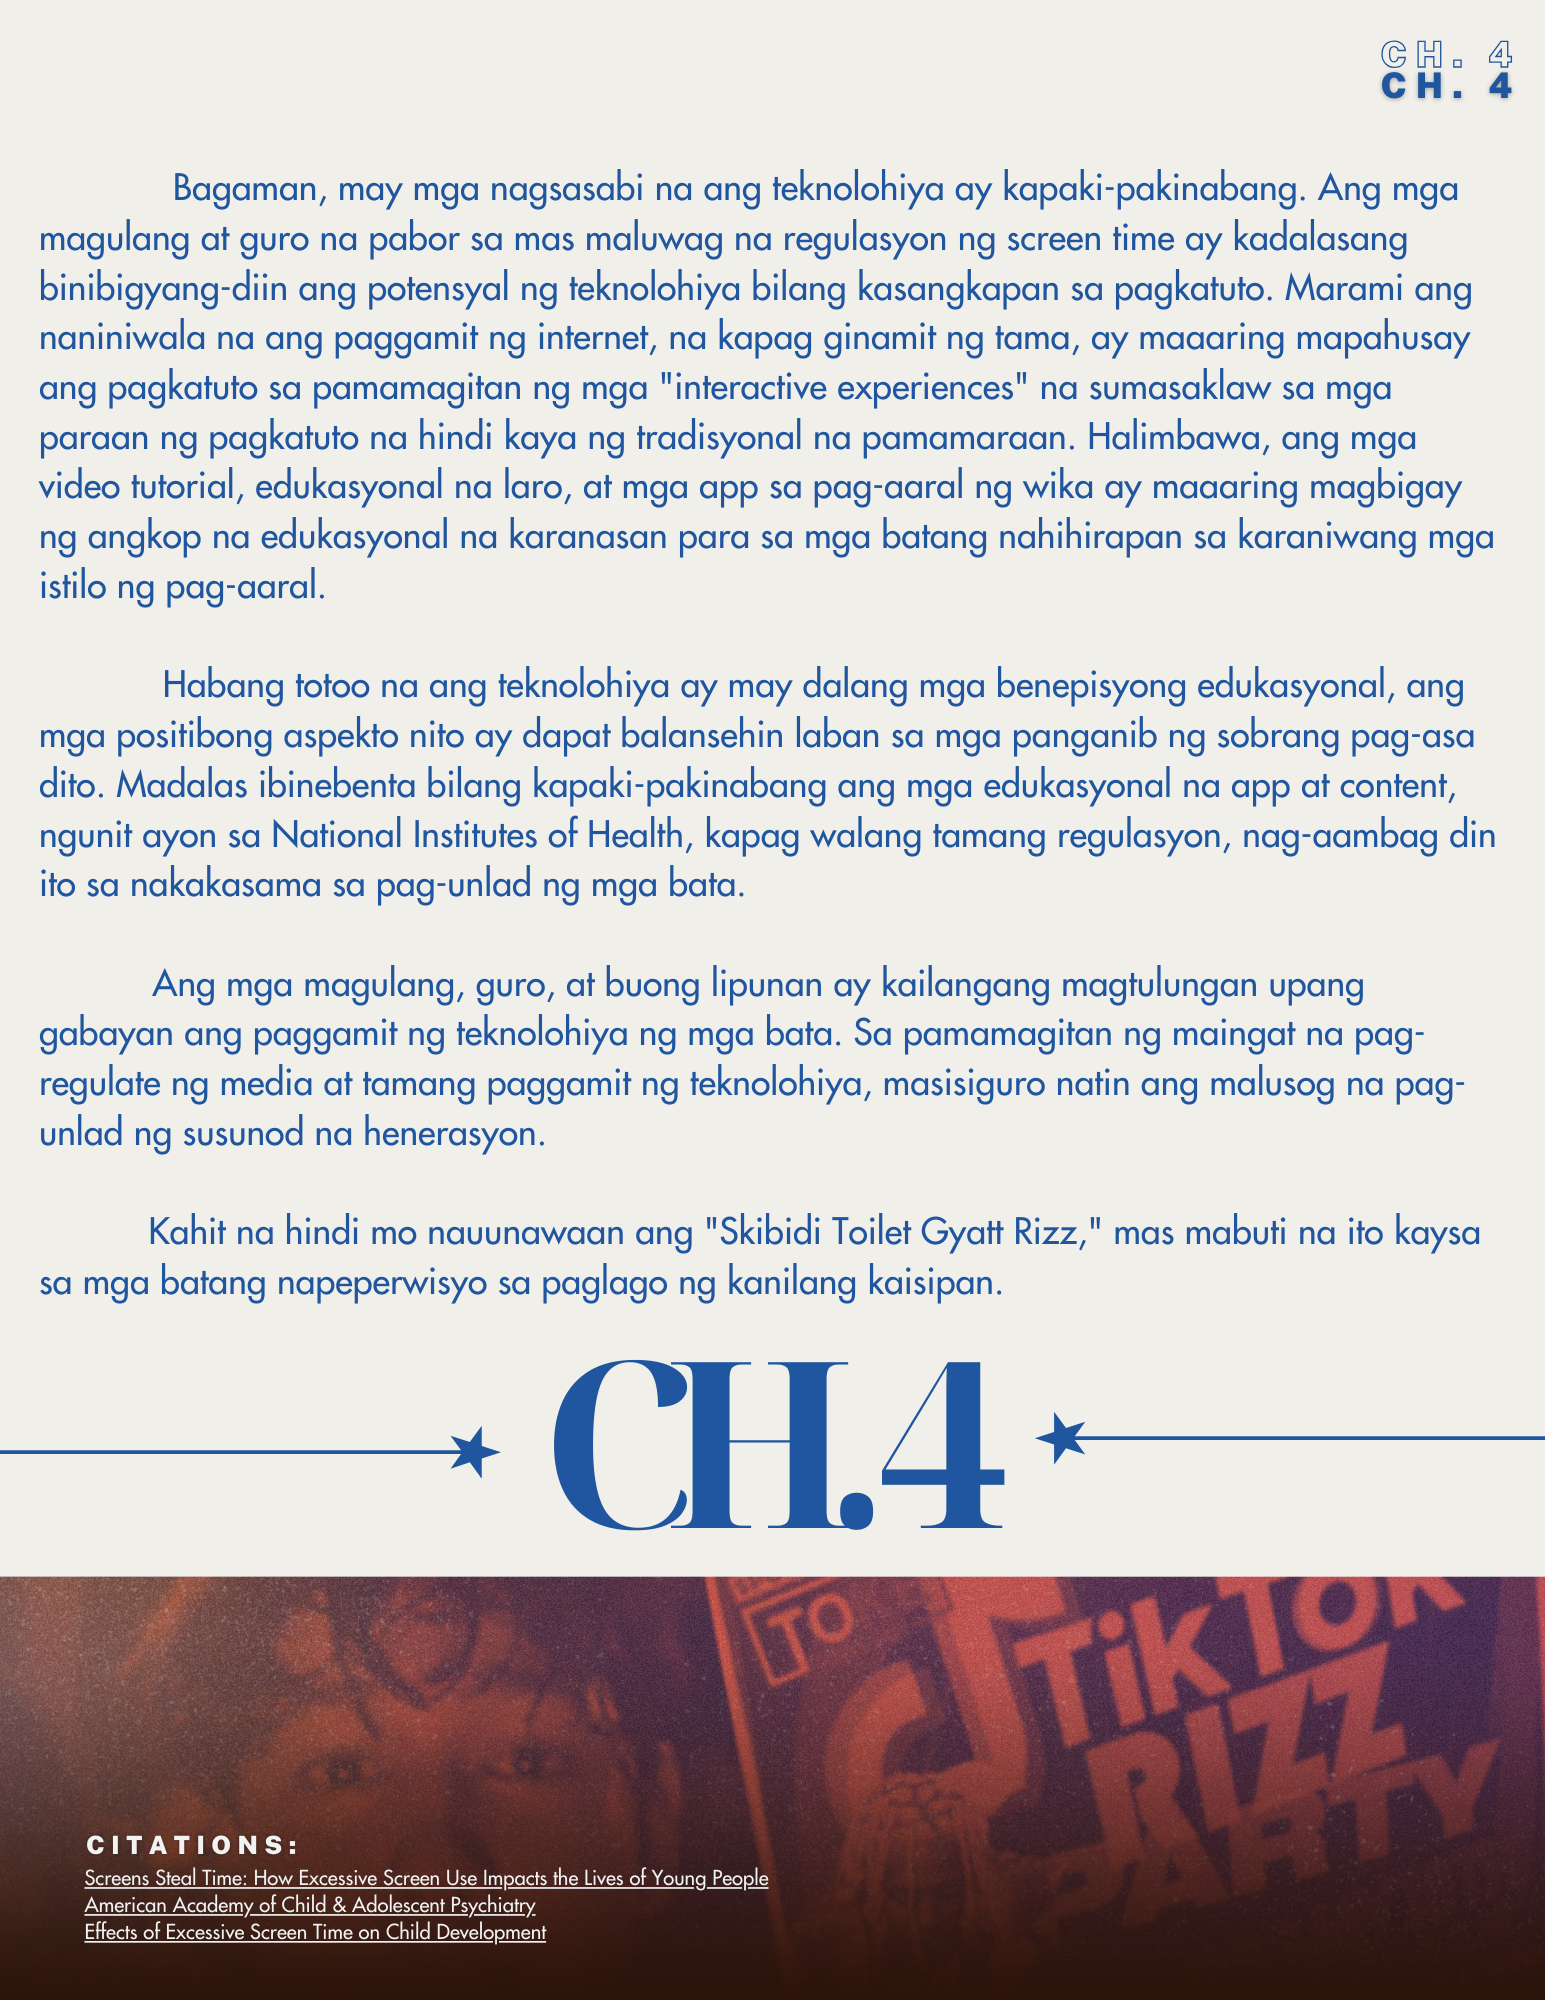 CH. 4
CH. 4
Bagaman, may mga nagsasabi na ang teknolohiya ay kapaki-pakinabang. Ang mga
magulang at guro na pabor sa mas maluwag na regulasyon ng screen time ay kadalasang
binibigyang-diin ang potensyal ng teknolohiya bilang kasangkapan sa pagkatuto. Marami ang
naniniwala na ang paggamit ng internet, na kapag ginamit ng tama, ay maaaring mapahusay
ang pagkatuto sa pamamagitan ng mga "interactive experiences" na sumasaklaw sa mga
paraan ng pagkatuto na hindi kaya ng tradisyonal na pamamaraan. Halimbawa, ang mga
video tutorial, edukasyonal na laro, at mga app sa pag-aaral ng wika ay maaaring magbigay
ng angkop na edukasyonal na karanasan para sa mga batang nahihirapan sa karaniwang mga
istilo ng pag-aaral.
Habang totoo na ang teknolohiya ay may dalang mga benepisyong edukasyonal, ang
mga positibong aspekto nito ay dapat balansehin laban sa mga panganib ng sobrang pag-asa
dito. Madalas ibinebenta bilang kapaki-pakinabang ang mga edukasyonal na app at content,
ngunit ayon sa National Institutes of Health, kapag walang tamang regulasyon, nag-aambag din
ito sa nakakasama sa pag-unlad ng mga bata.
Ang mga magulang, guro, at buong lipunan ay kailangang magtulungan upang
gabayan ang paggamit ng teknolohiya ng mga bata. Sa pamamagitan ng maingat na pag-
regulate ng media at tamang paggamit ng teknolohiya, masisiguro natin ang malusog na pag-
unlad ng susunod na henerasyon.
Kahit na hindi mo nauunawaan ang "Skibidi Toilet Gyatt Rizz," mas mabuti na ito kaysa
sa mga batang napeperwisyo sa paglago ng kanilang kaisipan.
CH.4
TO
TikTOK
RIZZ
PARTY
CITATIONS:
Screens Steal Time: How Excessive Screen Use Impacts the Lives of Young People
American Academy of Child & Adolescent Psychiatry
Effects of Excessive Screen Time on Child Development